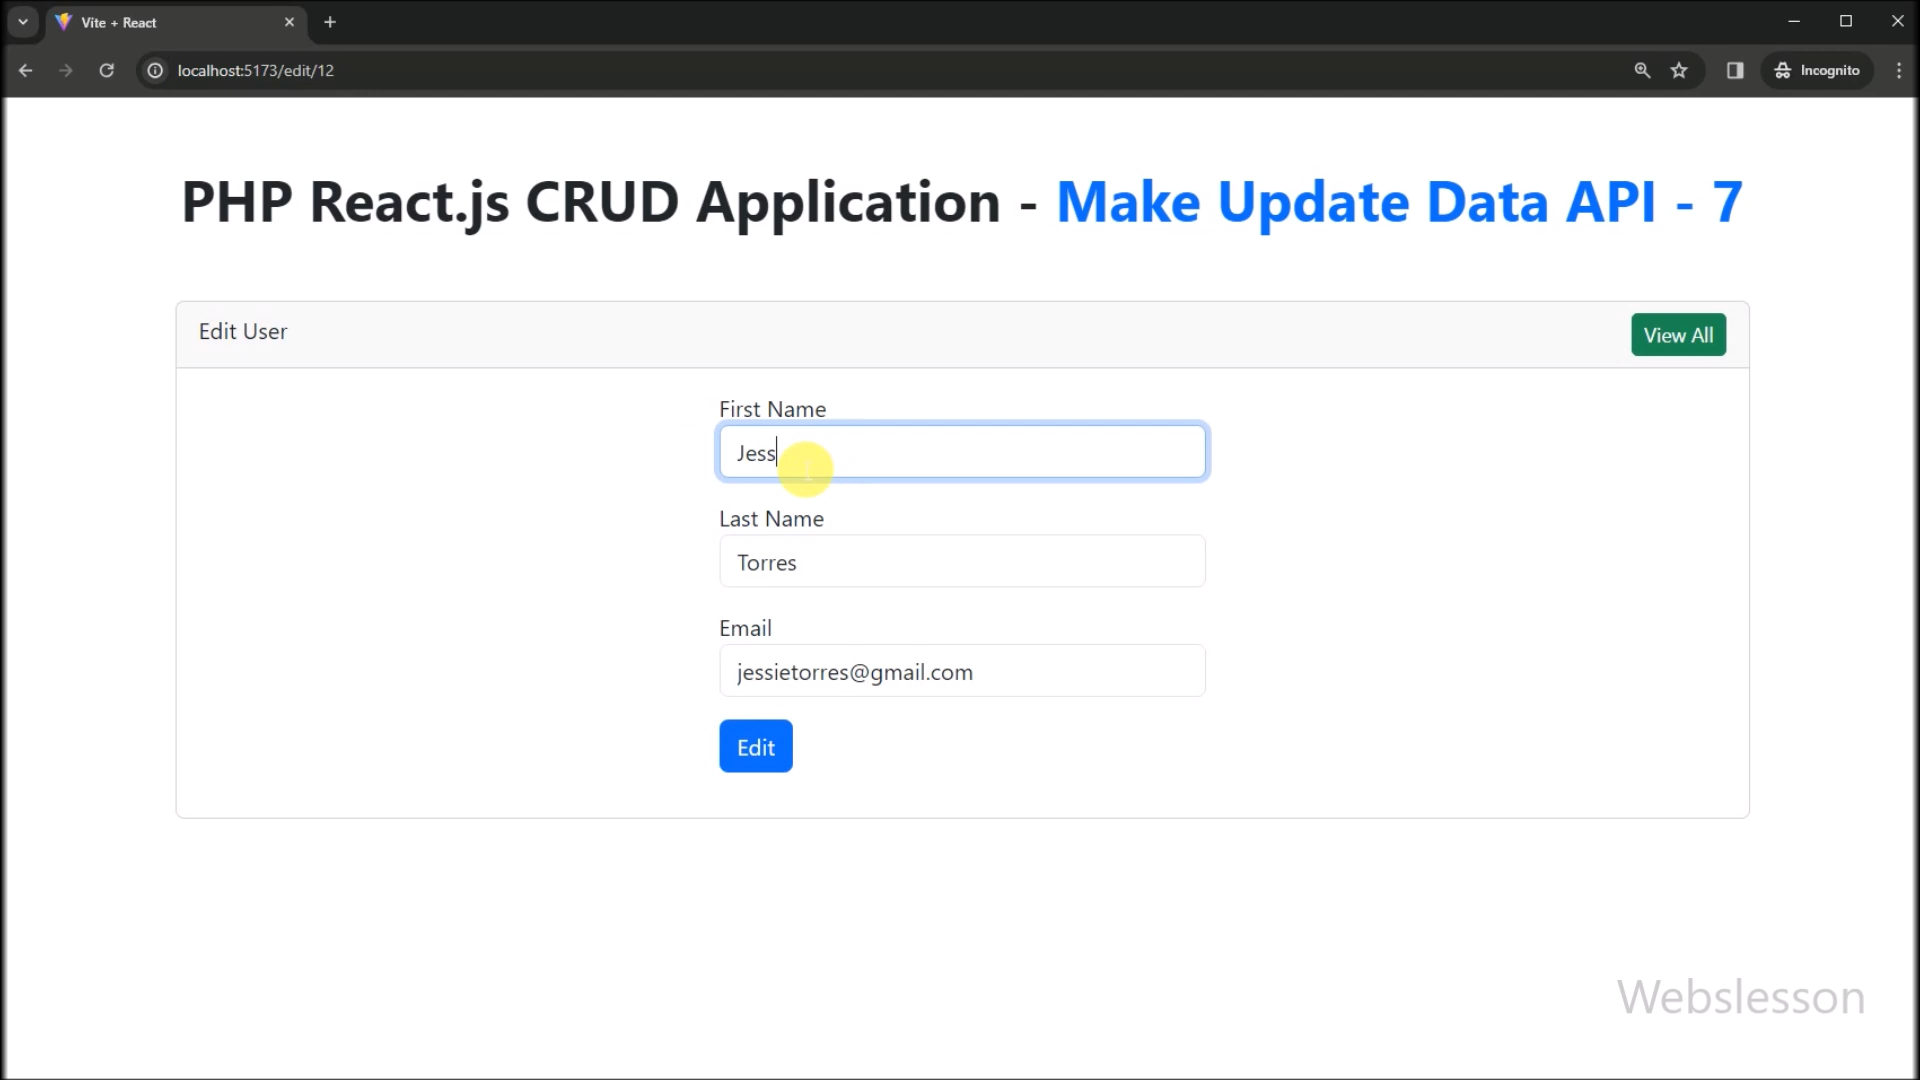 Vite + React
localhost:5173/edit/12
Incognito
PHP React.js CRUD Application - Make Update Data API - 7
Edit User
View All
First Name
Jess
Last Name
Torres
Email
jessietorres@gmail.com
Edit
Webslesson